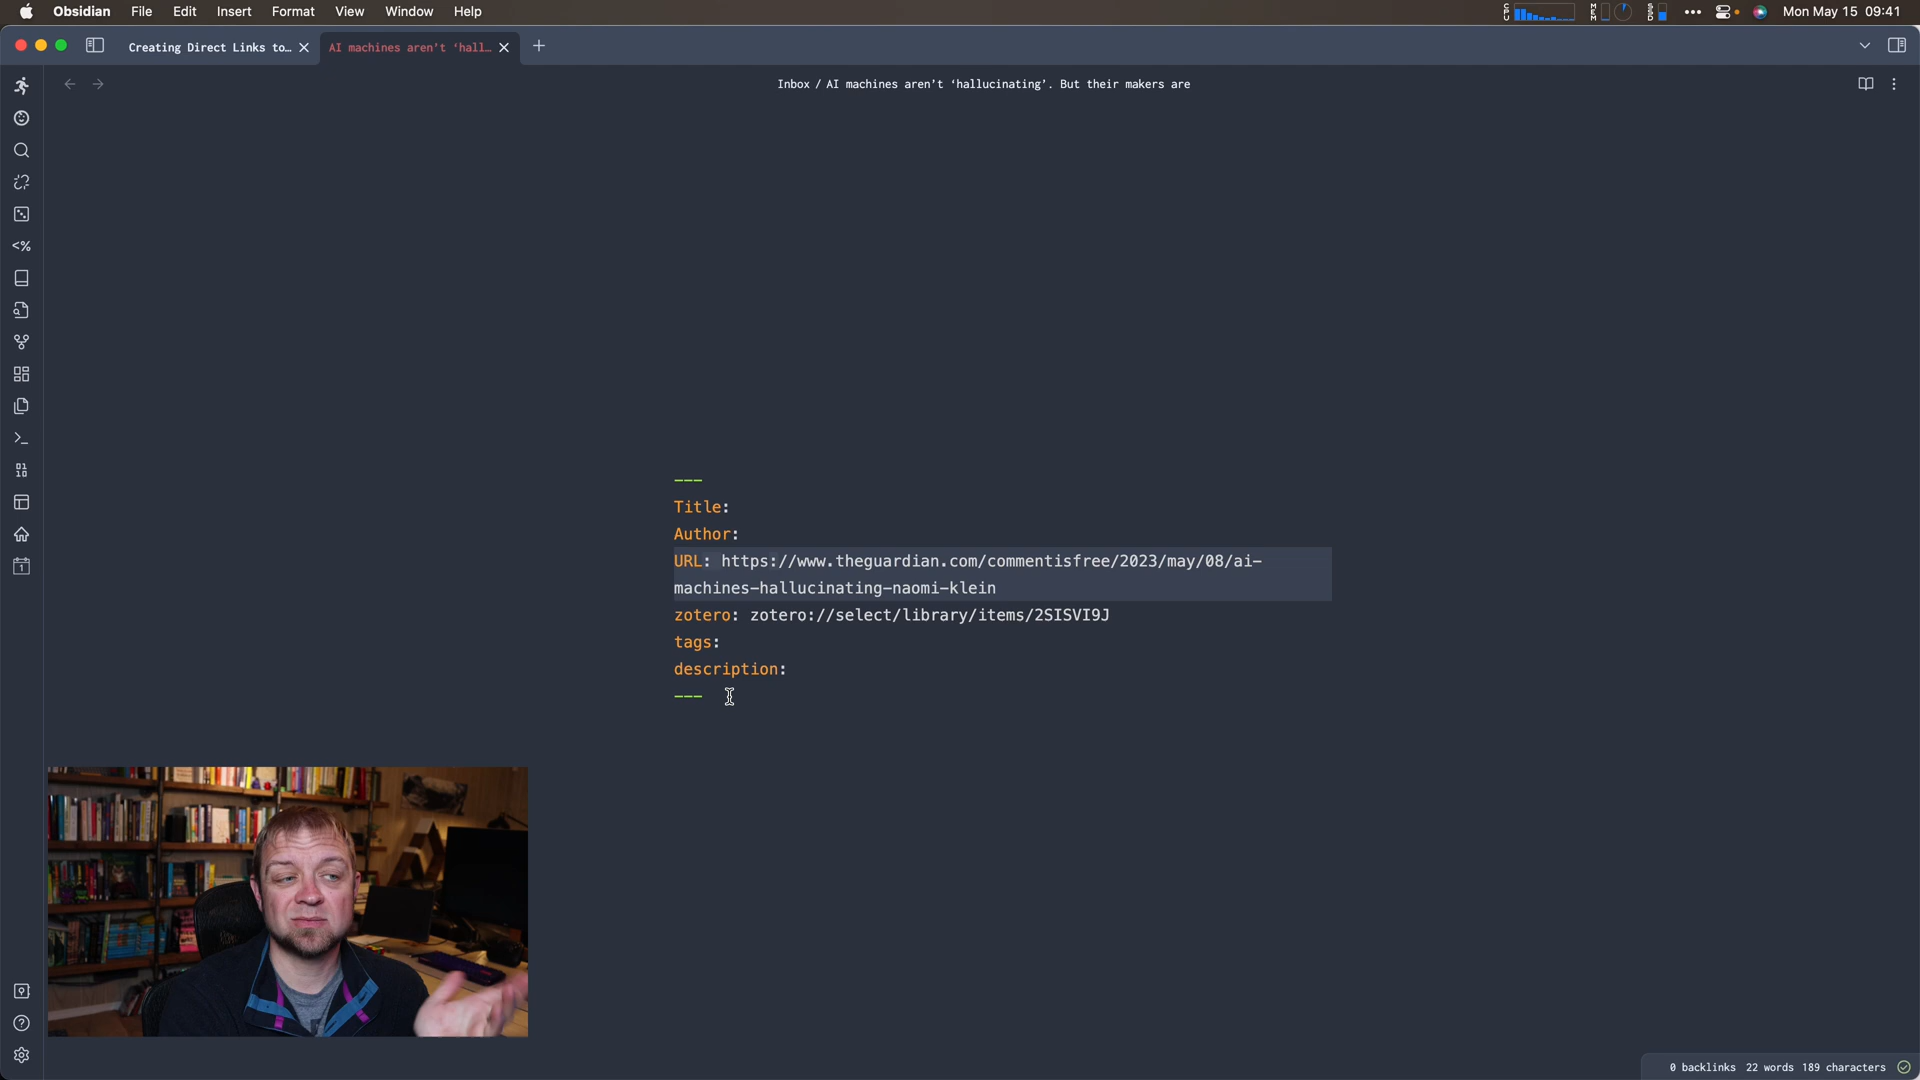 Obsidian File Edit Insert Format View Window Help
CPU MEM SSD Mon May 15 09:41
Creating Direct Links to…
AI machines aren't ‘hall…
Inbox / AI machines aren't ‘hallucinating’. But their makers are
<%
---
Title:
Author:
URL: https://www.theguardian.com/commentisfree/2023/may/08/ai-
machines-hallucinating-naomi-klein
zotero: zotero://select/library/items/2SISVI9J
tags:
description:
---
0 backlinks 22 words 189 characters